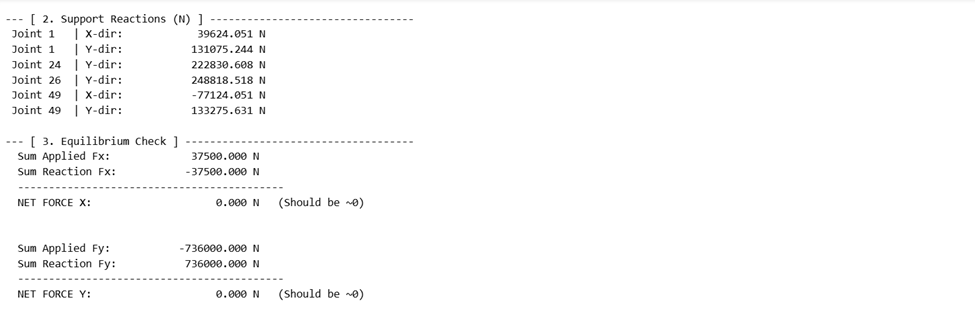 --- [ 2. Support Reactions (N) ] ---------------------------------
Joint 1   | X-dir:            39624.051 N
Joint 1   | Y-dir:           131075.244 N
Joint 24  | Y-dir:           222830.608 N
Joint 26  | Y-dir:           248818.518 N
Joint 49  | X-dir:           -77124.051 N
Joint 49  | Y-dir:           133275.631 N
--- [ 3. Equilibrium Check ] -------------------------------------
Sum Applied Fx:             37500.000 N
Sum Reaction Fx:           -37500.000 N
-------------------------------------------
NET FORCE X:                    0.000 N   (Should be ~0)
Sum Applied Fy:           -736000.000 N
Sum Reaction Fy:           736000.000 N
-------------------------------------------
NET FORCE Y:                    0.000 N   (Should be ~0)